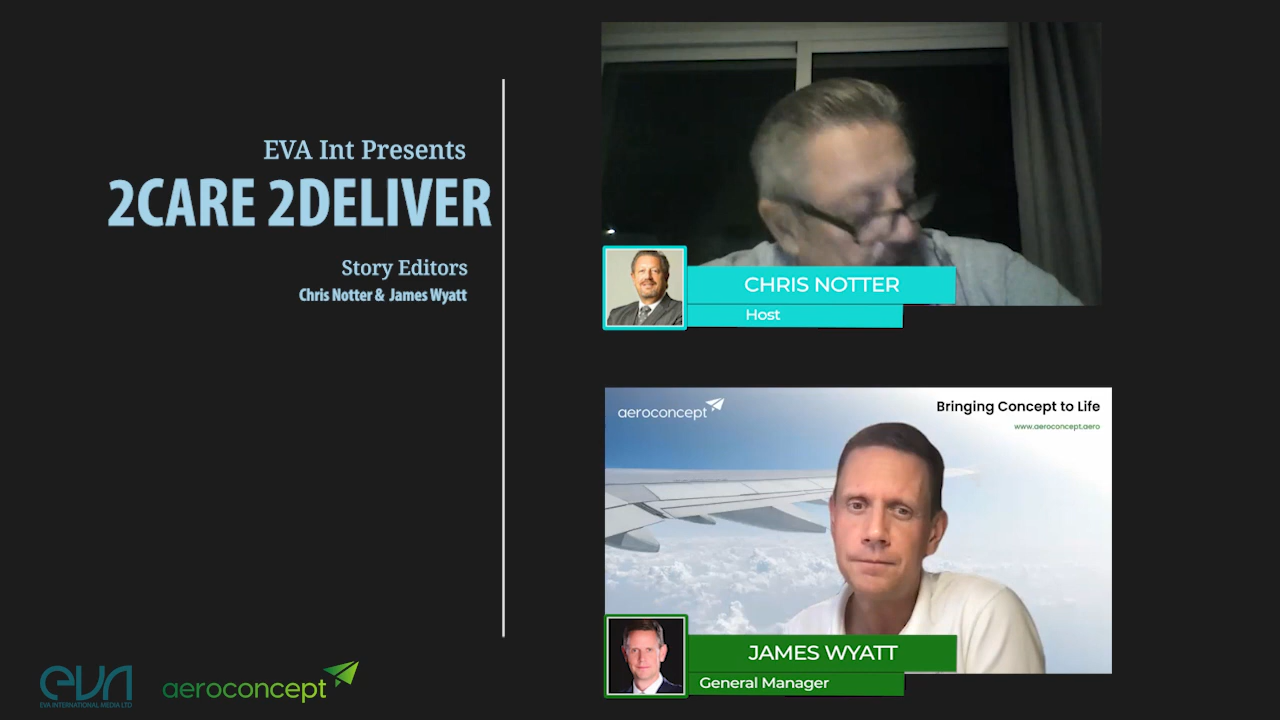 EVA Int Presents
2CARE 2DELIVER
Story Editors
Chris Notter & James Wyatt
CHRIS NOTTER
Host
aeroconcept
Bringing Concept to Life
www.aeroconcept.aero
JAMES WYATT
General Manager
eva
EVA INTERNATIONAL MEDIA LTD
aeroconcept